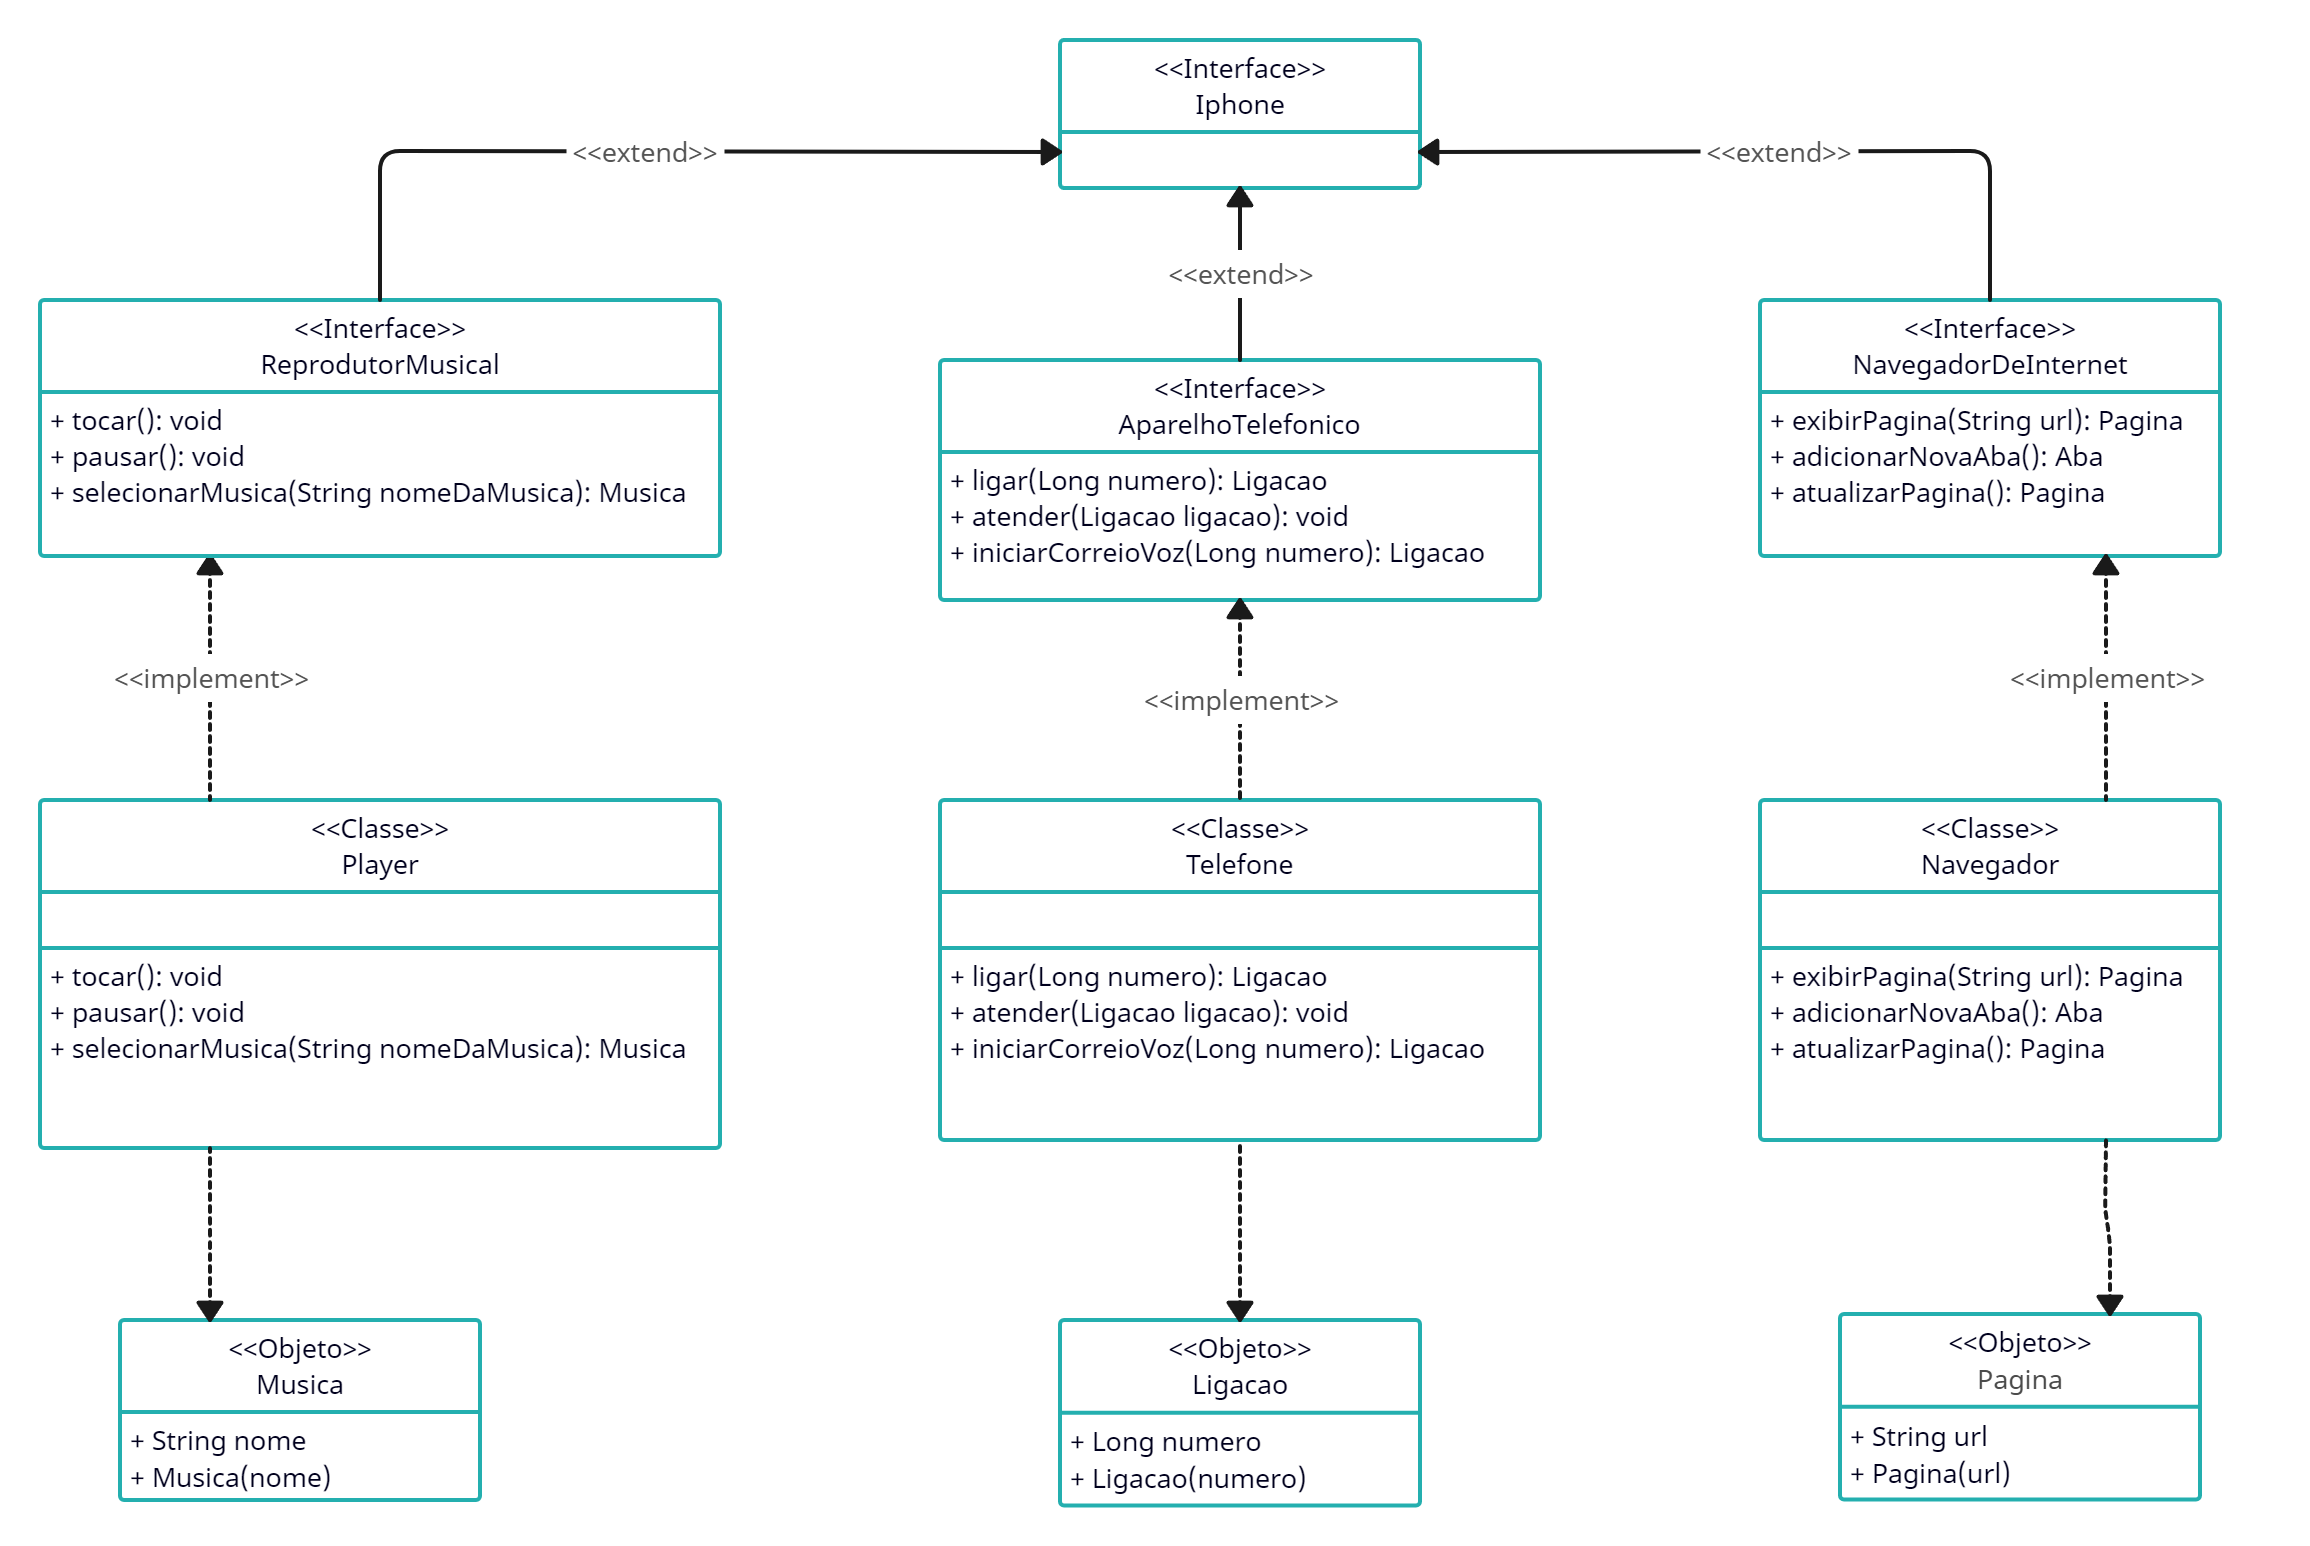 <<Interface>>
Iphone
<<extend>>
<<extend>>
<<extend>>
<<Interface>>
ReprodutorMusical
+ tocar(): void
+ pausar(): void
+ selecionarMusica(String nomeDaMusica): Musica
<<Interface>>
AparelhoTelefonico
+ ligar(Long numero): Ligacao
+ atender(Ligacao ligacao): void
+ iniciarCorreioVoz(Long numero): Ligacao
<<Interface>>
NavegadorDeInternet
+ exibirPagina(String url): Pagina
+ adicionarNovaAba(): Aba
+ atualizarPagina(): Pagina
<<implement>>
<<implement>>
<<implement>>
<<Classe>>
Player
+ tocar(): void
+ pausar(): void
+ selecionarMusica(String nomeDaMusica): Musica
<<Classe>>
Telefone
+ ligar(Long numero): Ligacao
+ atender(Ligacao ligacao): void
+ iniciarCorreioVoz(Long numero): Ligacao
<<Classe>>
Navegador
+ exibirPagina(String url): Pagina
+ adicionarNovaAba(): Aba
+ atualizarPagina(): Pagina
<<Objeto>>
Musica
+ String nome
+ Musica(nome)
<<Objeto>>
Ligacao
+ Long numero
+ Ligacao(numero)
<<Objeto>>
Pagina
+ String url
+ Pagina(url)